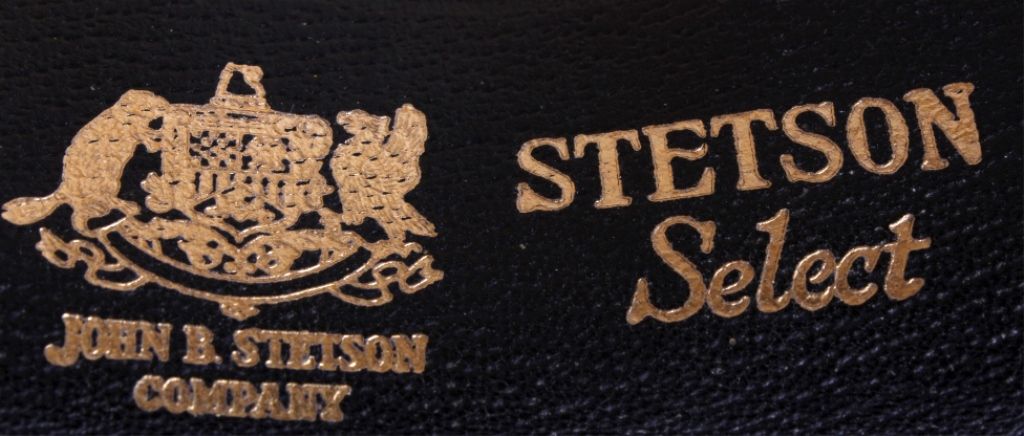 JOHN B. STETSON
COMPANY
STETSON
Select